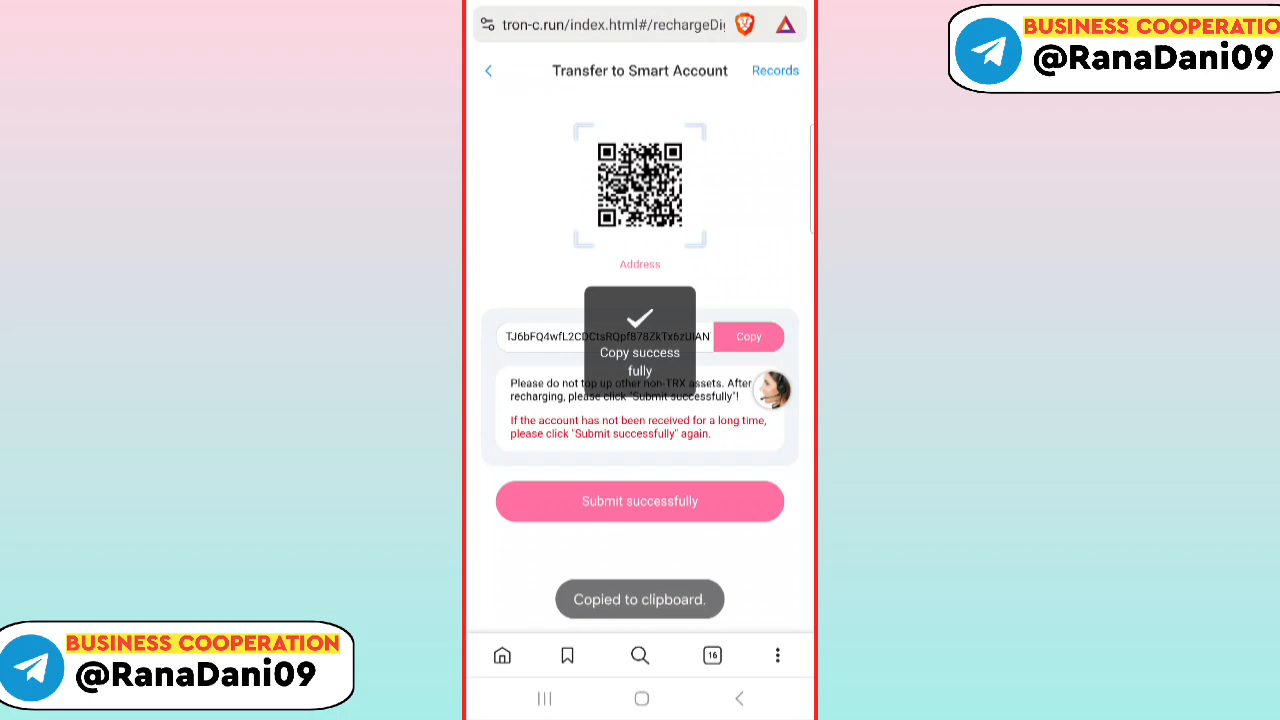 BUSINESS COOPERATIO
@RanaDani09
tron-c.run/index.html#/rechargeDi
Transfer to Smart Account
Records
Address
TJ6bFQ4wfL2CDCtsRQpf878ZkTx6zUiAN
Copy
Copy success
fully
Please do not top up other non-TRX assets. After
recharging, please click "Submit successfully"!
If the account has not been received for a long time,
please click "Submit successfully" again.
Submit successfully
Copied to clipboard.
16
BUSINESS COOPERATION
@RanaDani09